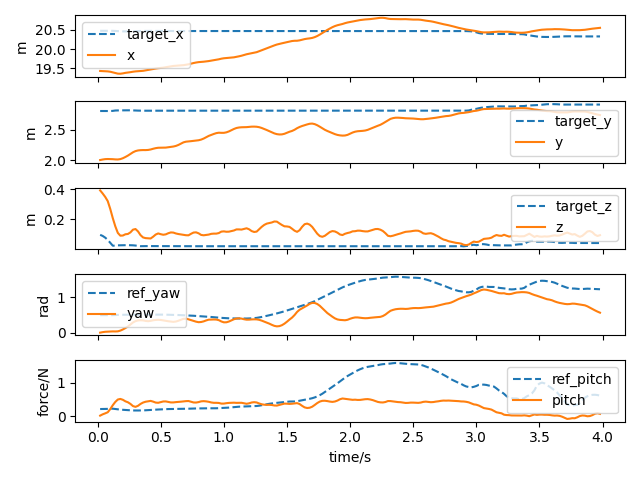 20.5
20.0
19.5
m
target_x
x
2.5
2.0
m
target_y
y
0.4
0.2
m
target_z
z
1
0
rad
ref_yaw
yaw
1
0
force/N
ref_pitch
pitch
0.0 0.5 1.0 1.5 2.0 2.5 3.0 3.5 4.0
time/s